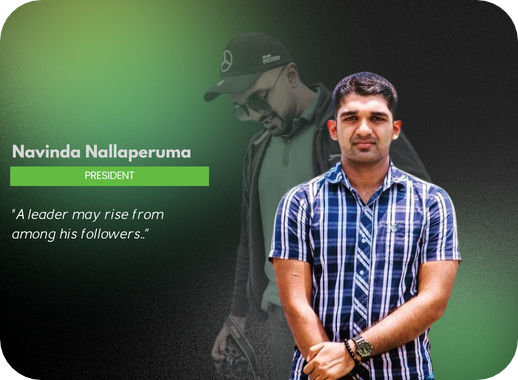 Navinda Nallaperuma
PRESIDENT
"A leader may rise from
among his followers.."